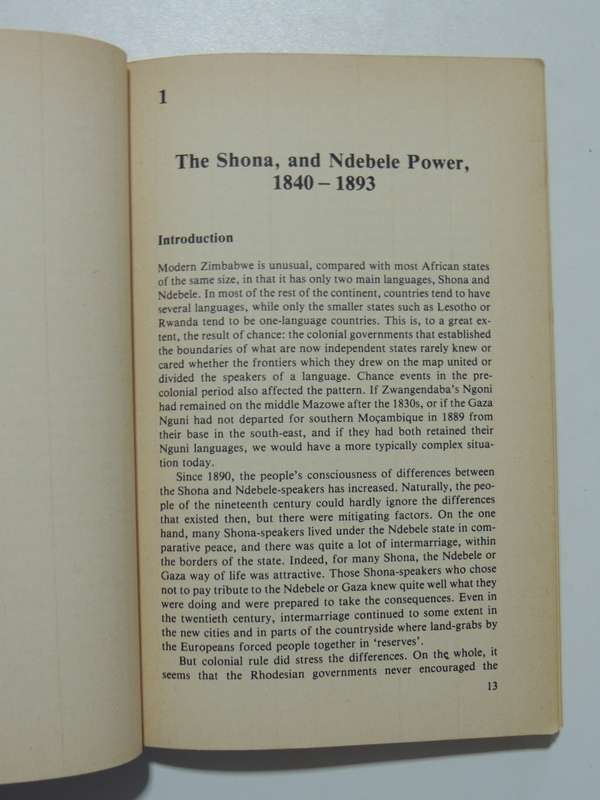 1
The Shona, and Ndebele Power,
1840 – 1893
Introduction
Modern Zimbabwe is unusual, compared with most African states
of the same size, in that it has only two main languages, Shona and
Ndebele. In most of the rest of the continent, countries tend to have
several languages, while only the smaller states such as Lesotho or
Rwanda tend to be one-language countries. This is, to a great ex-
tent, the result of chance: the colonial governments that established
the boundaries of what are now independent states rarely knew or
cared whether the frontiers which they drew on the map united or
divided the speakers of a language. Chance events in the pre-
colonial period also affected the pattern. If Zwangendaba's Ngoni
had remained on the middle Mazowe after the 1830s, or if the Gaza
Nguni had not departed for southern Moçambique in 1889 from
their base in the south-east, and if they had both retained their
Nguni languages, we would have a more typically complex situa-
tion today.
Since 1890, the people's consciousness of differences between
the Shona and Ndebele-speakers has increased. Naturally, the peo-
ple of the nineteenth century could hardly ignore the differences
that existed then, but there were mitigating factors. On the one
hand, many Shona-speakers lived under the Ndebele state in com-
parative peace, and there was quite a lot of intermarriage, within
the borders of the state. Indeed, for many Shona, the Ndebele or
Gaza way of life was attractive. Those Shona-speakers who chose
not to pay tribute to the Ndebele or Gaza knew quite well what they
were doing and were prepared to take the consequences. Even in
the twentieth century, intermarriage continued to some extent in
the new cities and in parts of the countryside where land-grabs by
the Europeans forced people together in 'reserves'.
But colonial rule did stress the differences. On the whole, it
seems that the Rhodesian governments never encouraged the
13